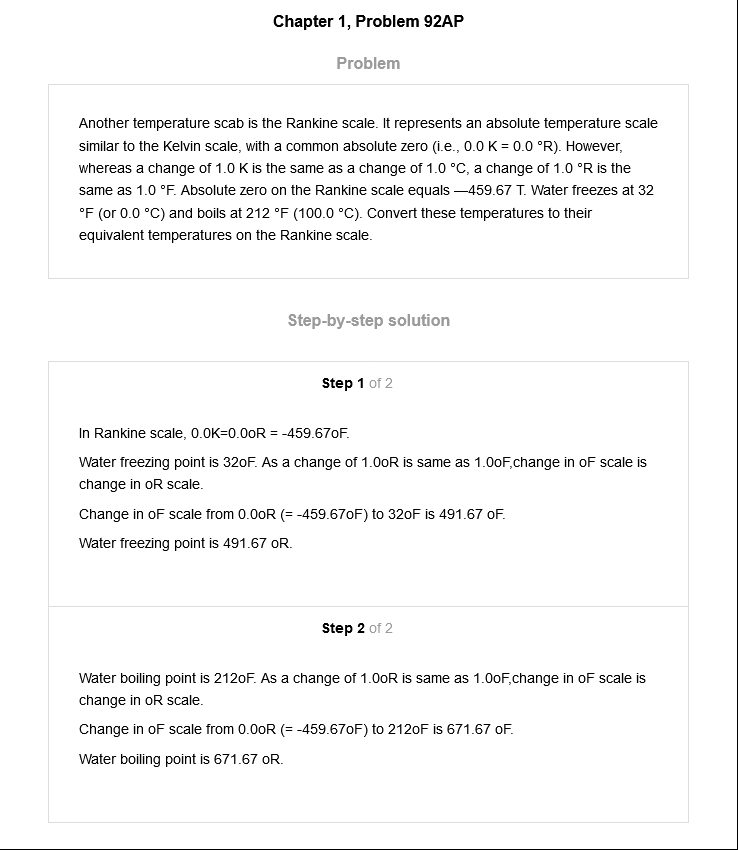 Chapter 1, Problem 92AP
Problem
Another temperature scab is the Rankine scale. It represents an absolute temperature scale
similar to the Kelvin scale, with a common absolute zero (i.e., 0.0 K = 0.0 °R). However,
whereas a change of 1.0 K is the same as a change of 1.0 °C, a change of 1.0 °R is the
same as 1.0 °F. Absolute zero on the Rankine scale equals —459.67 T. Water freezes at 32
°F (or 0.0 °C) and boils at 212 °F (100.0 °C). Convert these temperatures to their
equivalent temperatures on the Rankine scale.
Step-by-step solution
Step 1 of 2
In Rankine scale, 0.0K=0.0oR = -459.67oF.
Water freezing point is 32oF. As a change of 1.0oR is same as 1.0oF,change in oF scale is
change in oR scale.
Change in oF scale from 0.0oR (= -459.67oF) to 32oF is 491.67 oF.
Water freezing point is 491.67 oR.
Step 2 of 2
Water boiling point is 212oF. As a change of 1.0oR is same as 1.0oF,change in oF scale is
change in oR scale.
Change in oF scale from 0.0oR (= -459.67oF) to 212oF is 671.67 oF.
Water boiling point is 671.67 oR.